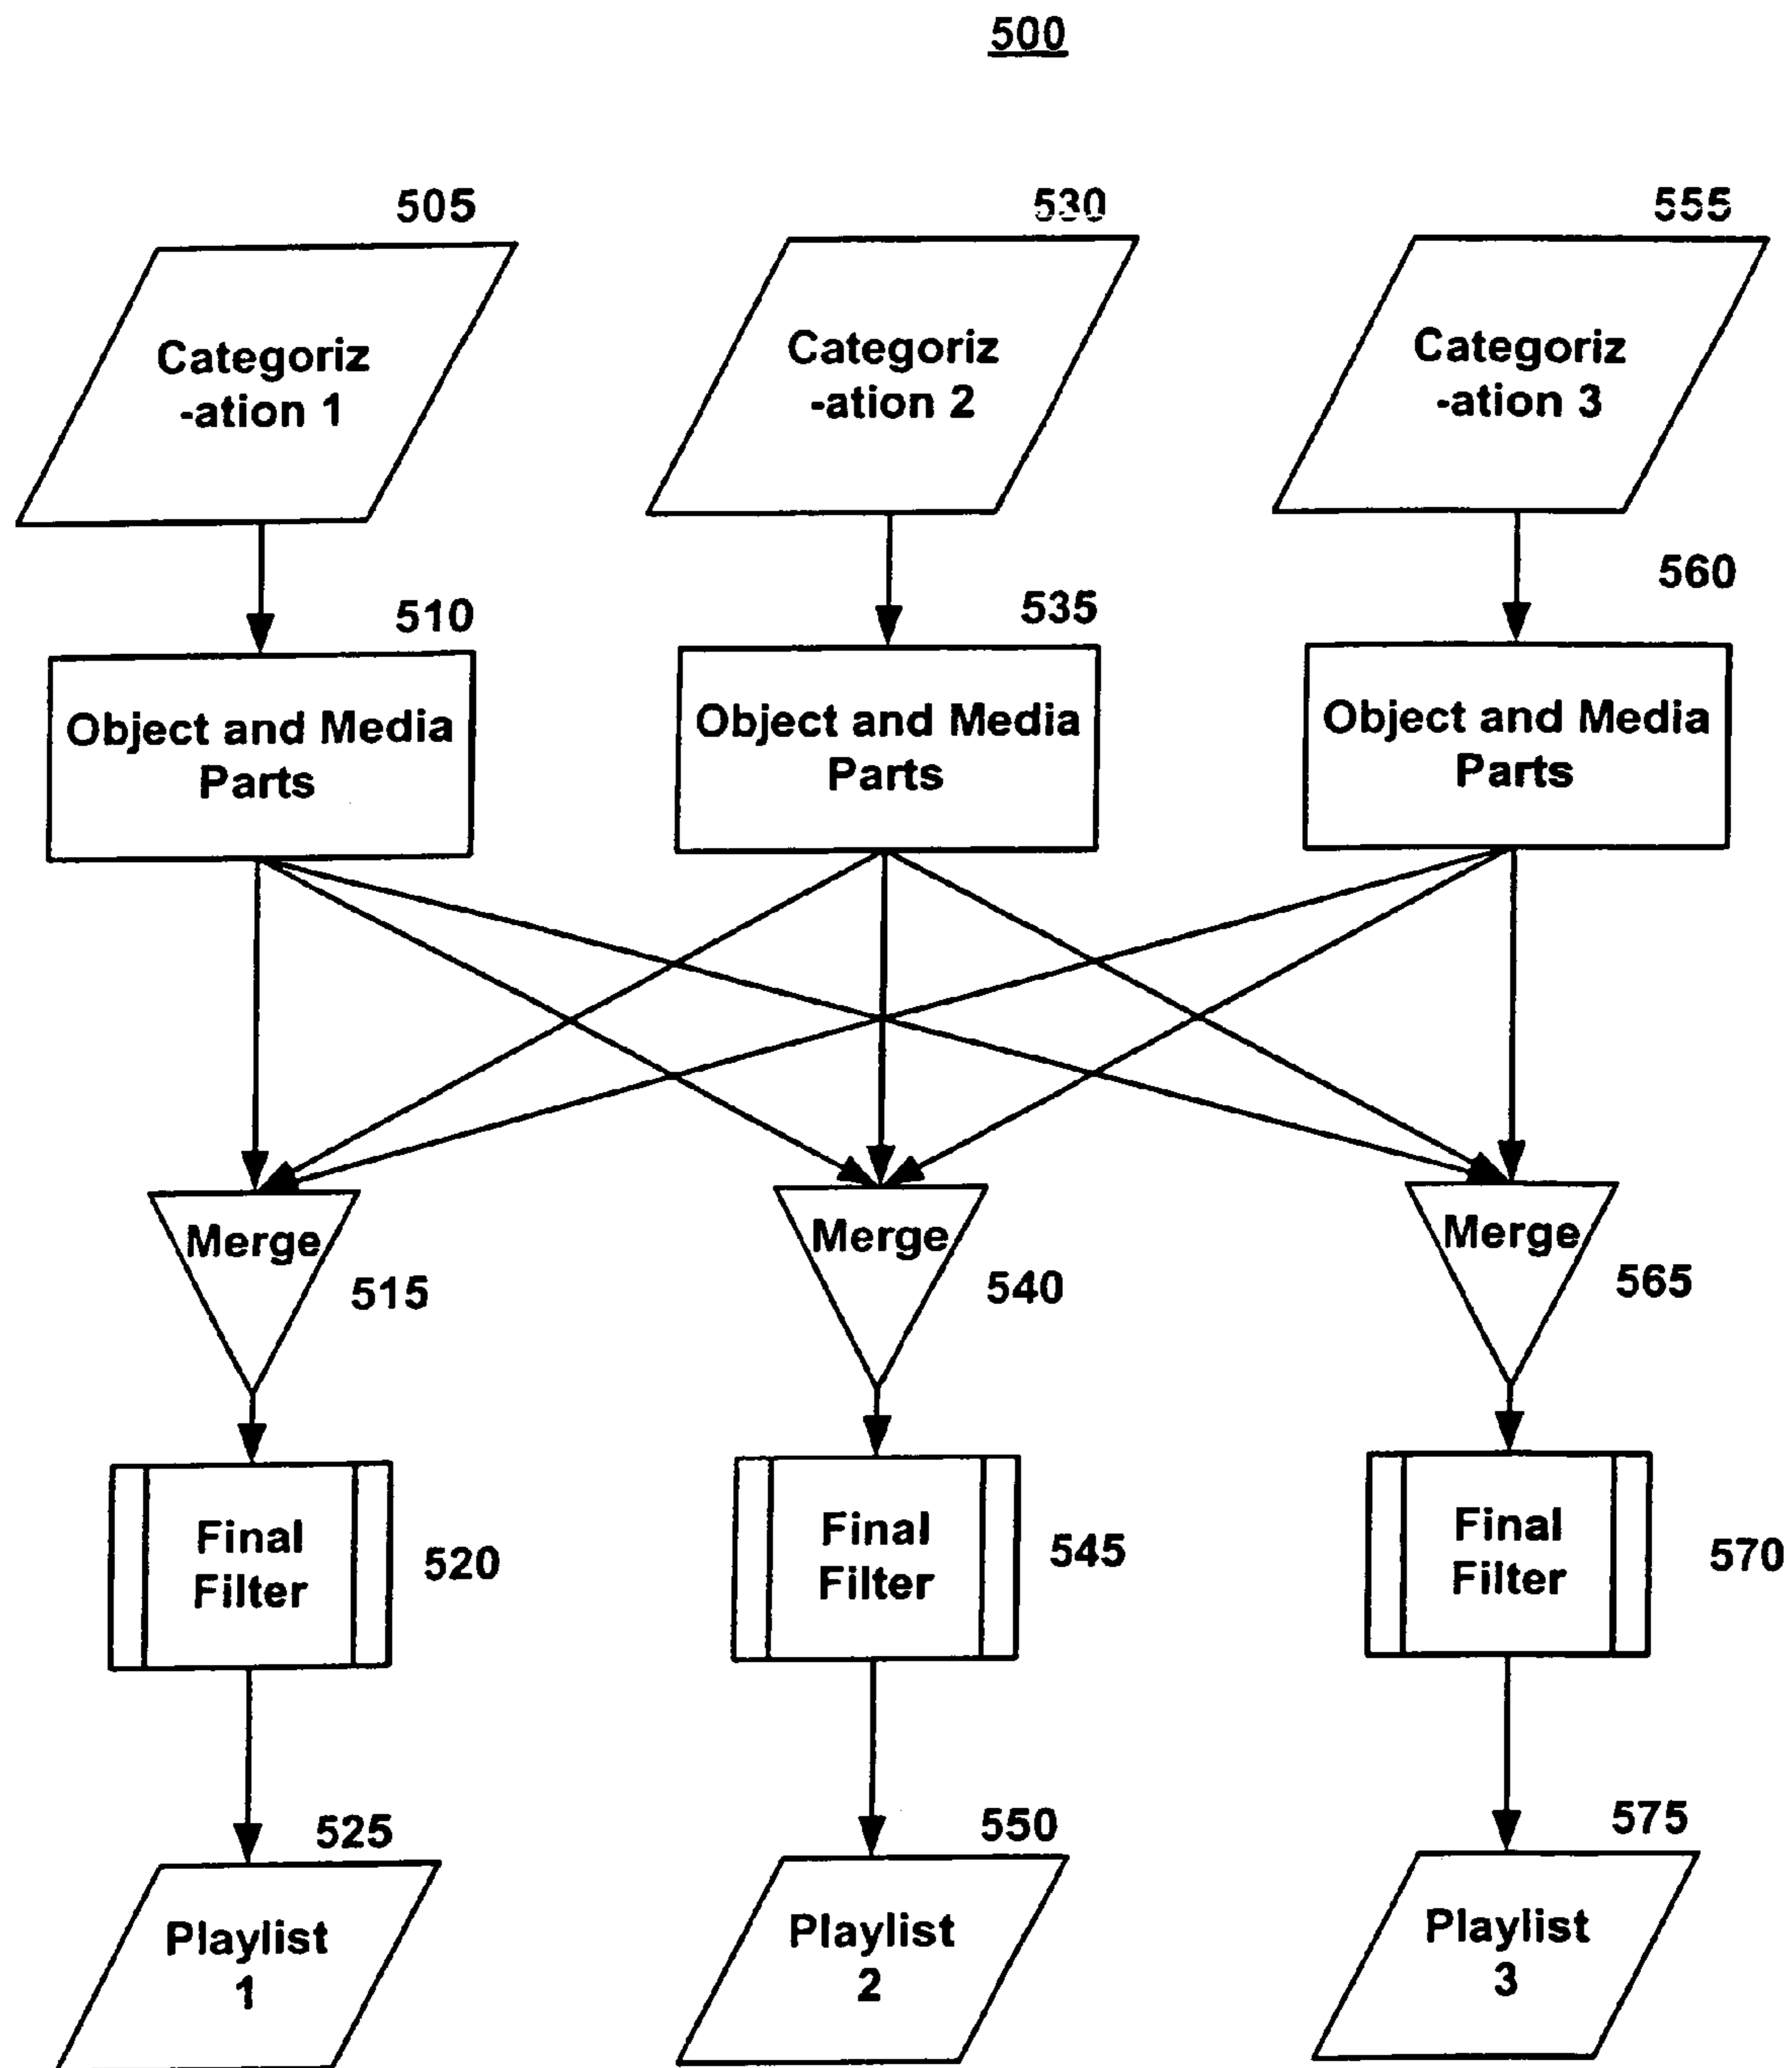 500
505
530
555
Categoriz
-ation 1
Categoriz
-ation 2
Categoriz
-ation 3
510
535
560
Object and Media
Parts
Object and Media
Parts
Object and Media
Parts
Merge
Merge
Merge
515
540
565
Final
Filter
Final
Filter
Final
Filter
520
545
570
525
550
575
Playlist
1
Playlist
2
Playlist
3